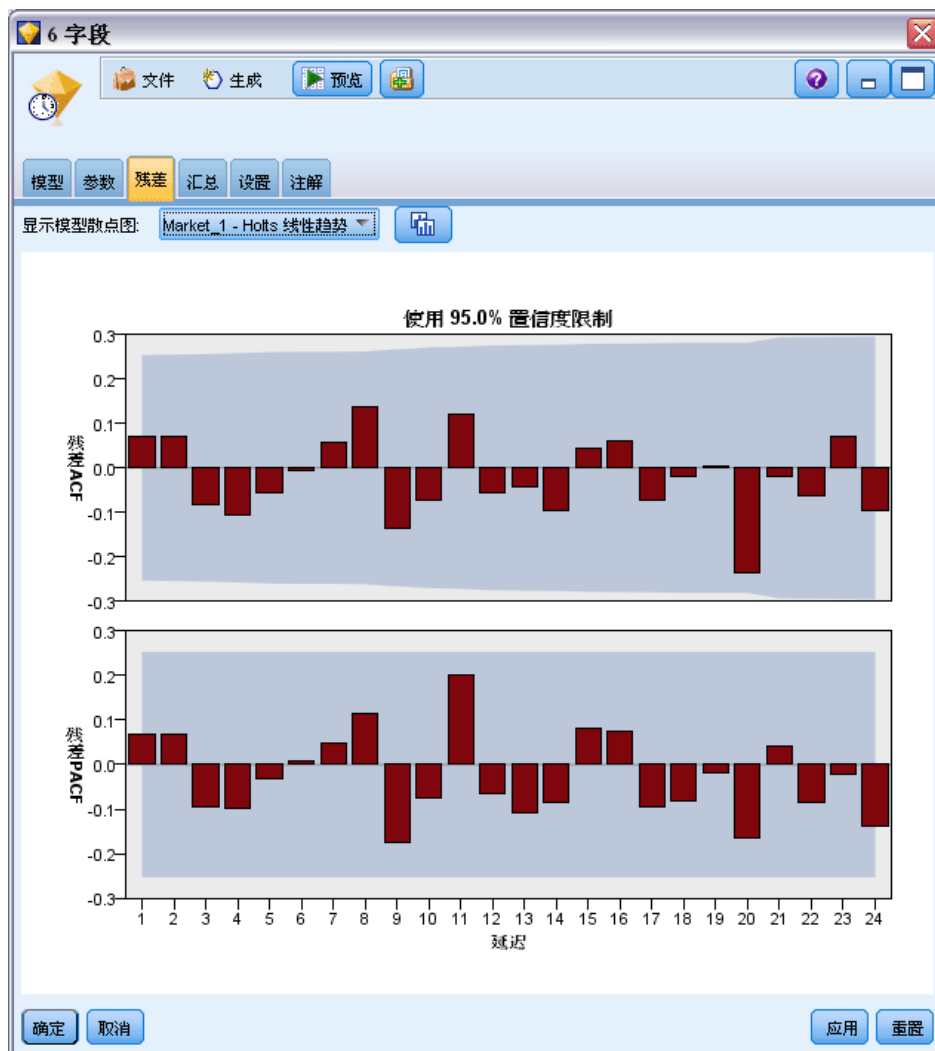 6 字段
文件 生成 预览
模型 参数 残差 汇总 设置 注解
显示模型散点图: Market_1 - Holts 线性趋势
使用 95.0% 置信度限制
残差ACF
0.3
0.2
0.1
0.0
-0.1
-0.2
-0.3
残差PACF
0.3
0.2
0.1
0.0
-0.1
-0.2
-0.3
1 2 3 4 5 6 7 8 9 10 11 12 13 14 15 16 17 18 19 20 21 22 23 24
延迟
确定 取消 应用 重置